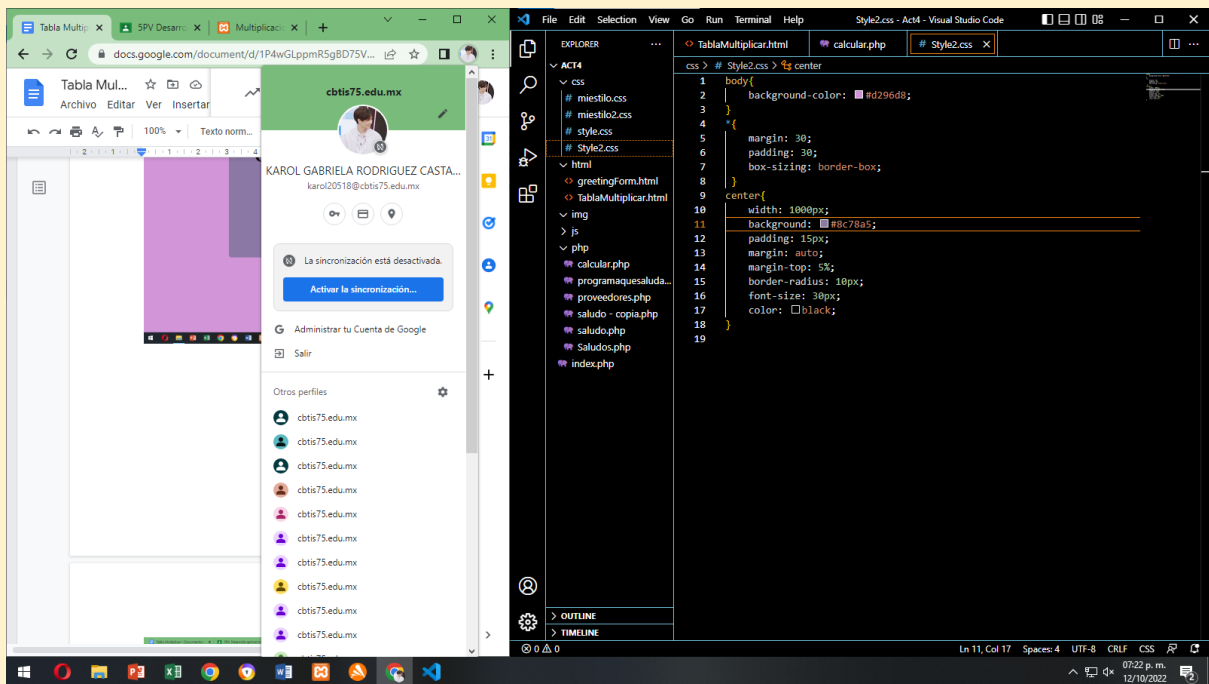 Tabla Multip
5PV Desarro
Multiplicaci
docs.google.com/document/d/1P4wGLppmR5gBD75V...
Tabla Mul...
Archivo Editar Ver Insertar
100%
Texto norm...
2 1 1 2 3 4
cbtis75.edu.mx
KAROL GABRIELA RODRIGUEZ CASTA...
karol20518@cbtis75.edu.mx
La sincronización está desactivada.
Activar la sincronización...
Administrar tu Cuenta de Google
Salir
Otros perfiles
cbtis75.edu.mx
cbtis75.edu.mx
cbtis75.edu.mx
cbtis75.edu.mx
cbtis75.edu.mx
cbtis75.edu.mx
cbtis75.edu.mx
cbtis75.edu.mx
cbtis75.edu.mx
cbtis75.edu.mx
File Edit Selection View Go Run Terminal Help
Style2.css - Act4 - Visual Studio Code
EXPLORER
ACT4
css
# miestilo.css
# miestilo2.css
# style.css
# Style2.css
html
<> greetingForm.html
<> TablaMultiplicar.html
img
js
php
calcular.php
programaquesaluda...
proveedores.php
saludo - copia.php
saludo.php
Saludos.php
index.php
OUTLINE
TIMELINE
<> TablaMultiplicar.html
calcular.php
# Style2.css
css > # Style2.css > center
1 body{
2 background-color: #d296d8;
3 }
4 *{
5 margin: 30;
6 padding: 30;
7 box-sizing: border-box;
8 }
9 center{
10 width: 1000px;
11 background: #8c78a5;
12 padding: 15px;
13 margin: auto;
14 margin-top: 5%;
15 border-radius: 10px;
16 font-size: 30px;
17 color: black;
18 }
19
0 0
Ln 11, Col 17 Spaces: 4 UTF-8 CRLF CSS
07:22 p. m.
12/10/2022
2